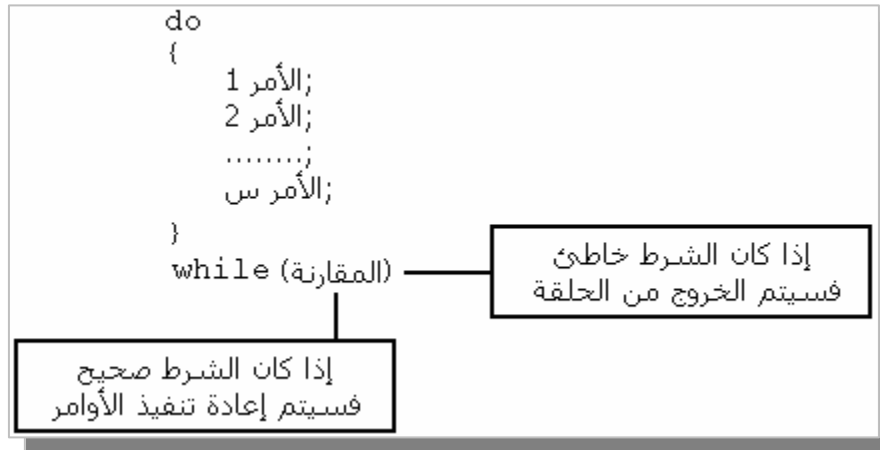 do
{
الأمر 1;
الأمر 2;
........;
الأمر س;
}
while (المقارنة)
إذا كان الشرط خاطئ
فسيتم الخروج من الحلقة
إذا كان الشرط صحيح
فسيتم إعادة تنفيذ الأوامر